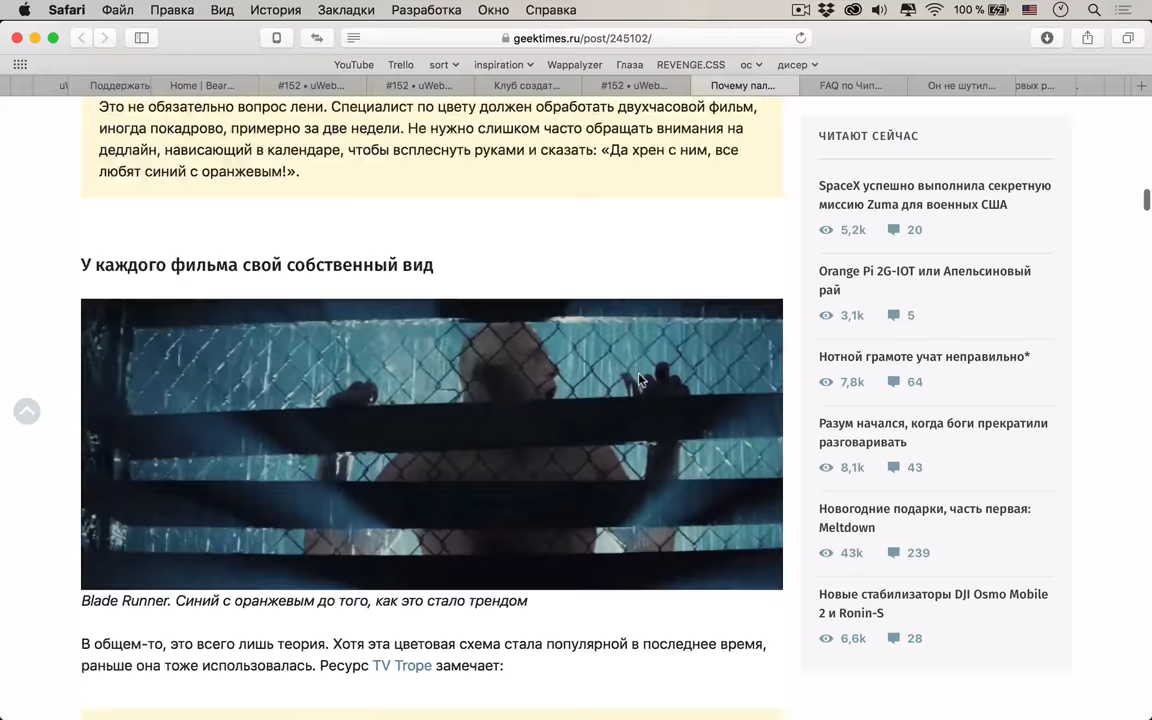 Safari Файл Правка Вид История Закладки Разработка Окно Справка 100 %
geektimes.ru/post/245102/
YouTube Trello sort inspiration Wappalyzer Глаза REVENGE.CSS ос дисер
Поддержать Home | Bear... #152 • uWeb... #152 • uWeb... Клуб создат... #152 • uWeb... Почему пал... FAQ по Чип... Он не шутил...
Это не обязательно вопрос лени. Специалист по цвету должен обработать двухчасовой фильм,
иногда покадрово, примерно за две недели. Не нужно слишком часто обращать внимания на
дедлайн, нависающий в календаре, чтобы всплеснуть руками и сказать: «Да хрен с ним, все
любят синий с оранжевым!».
У каждого фильма свой собственный вид
Blade Runner. Синий с оранжевым до того, как это стало трендом
В общем-то, это всего лишь теория. Хотя эта цветовая схема стала популярной в последнее время,
раньше она тоже использовалась. Ресурс TV Trope замечает:
ЧИТАЮТ СЕЙЧАС
SpaceX успешно выполнила секретную
миссию Zuma для военных США
5,2k 20
Orange Pi 2G-IOT или Апельсиновый
рай
3,1k 5
Нотной грамоте учат неправильно*
7,8k 64
Разум начался, когда боги прекратили
разговаривать
8,1k 43
Новогодние подарки, часть первая:
Meltdown
43k 239
Новые стабилизаторы DJI Osmo Mobile
2 и Ronin-S
6,6k 28